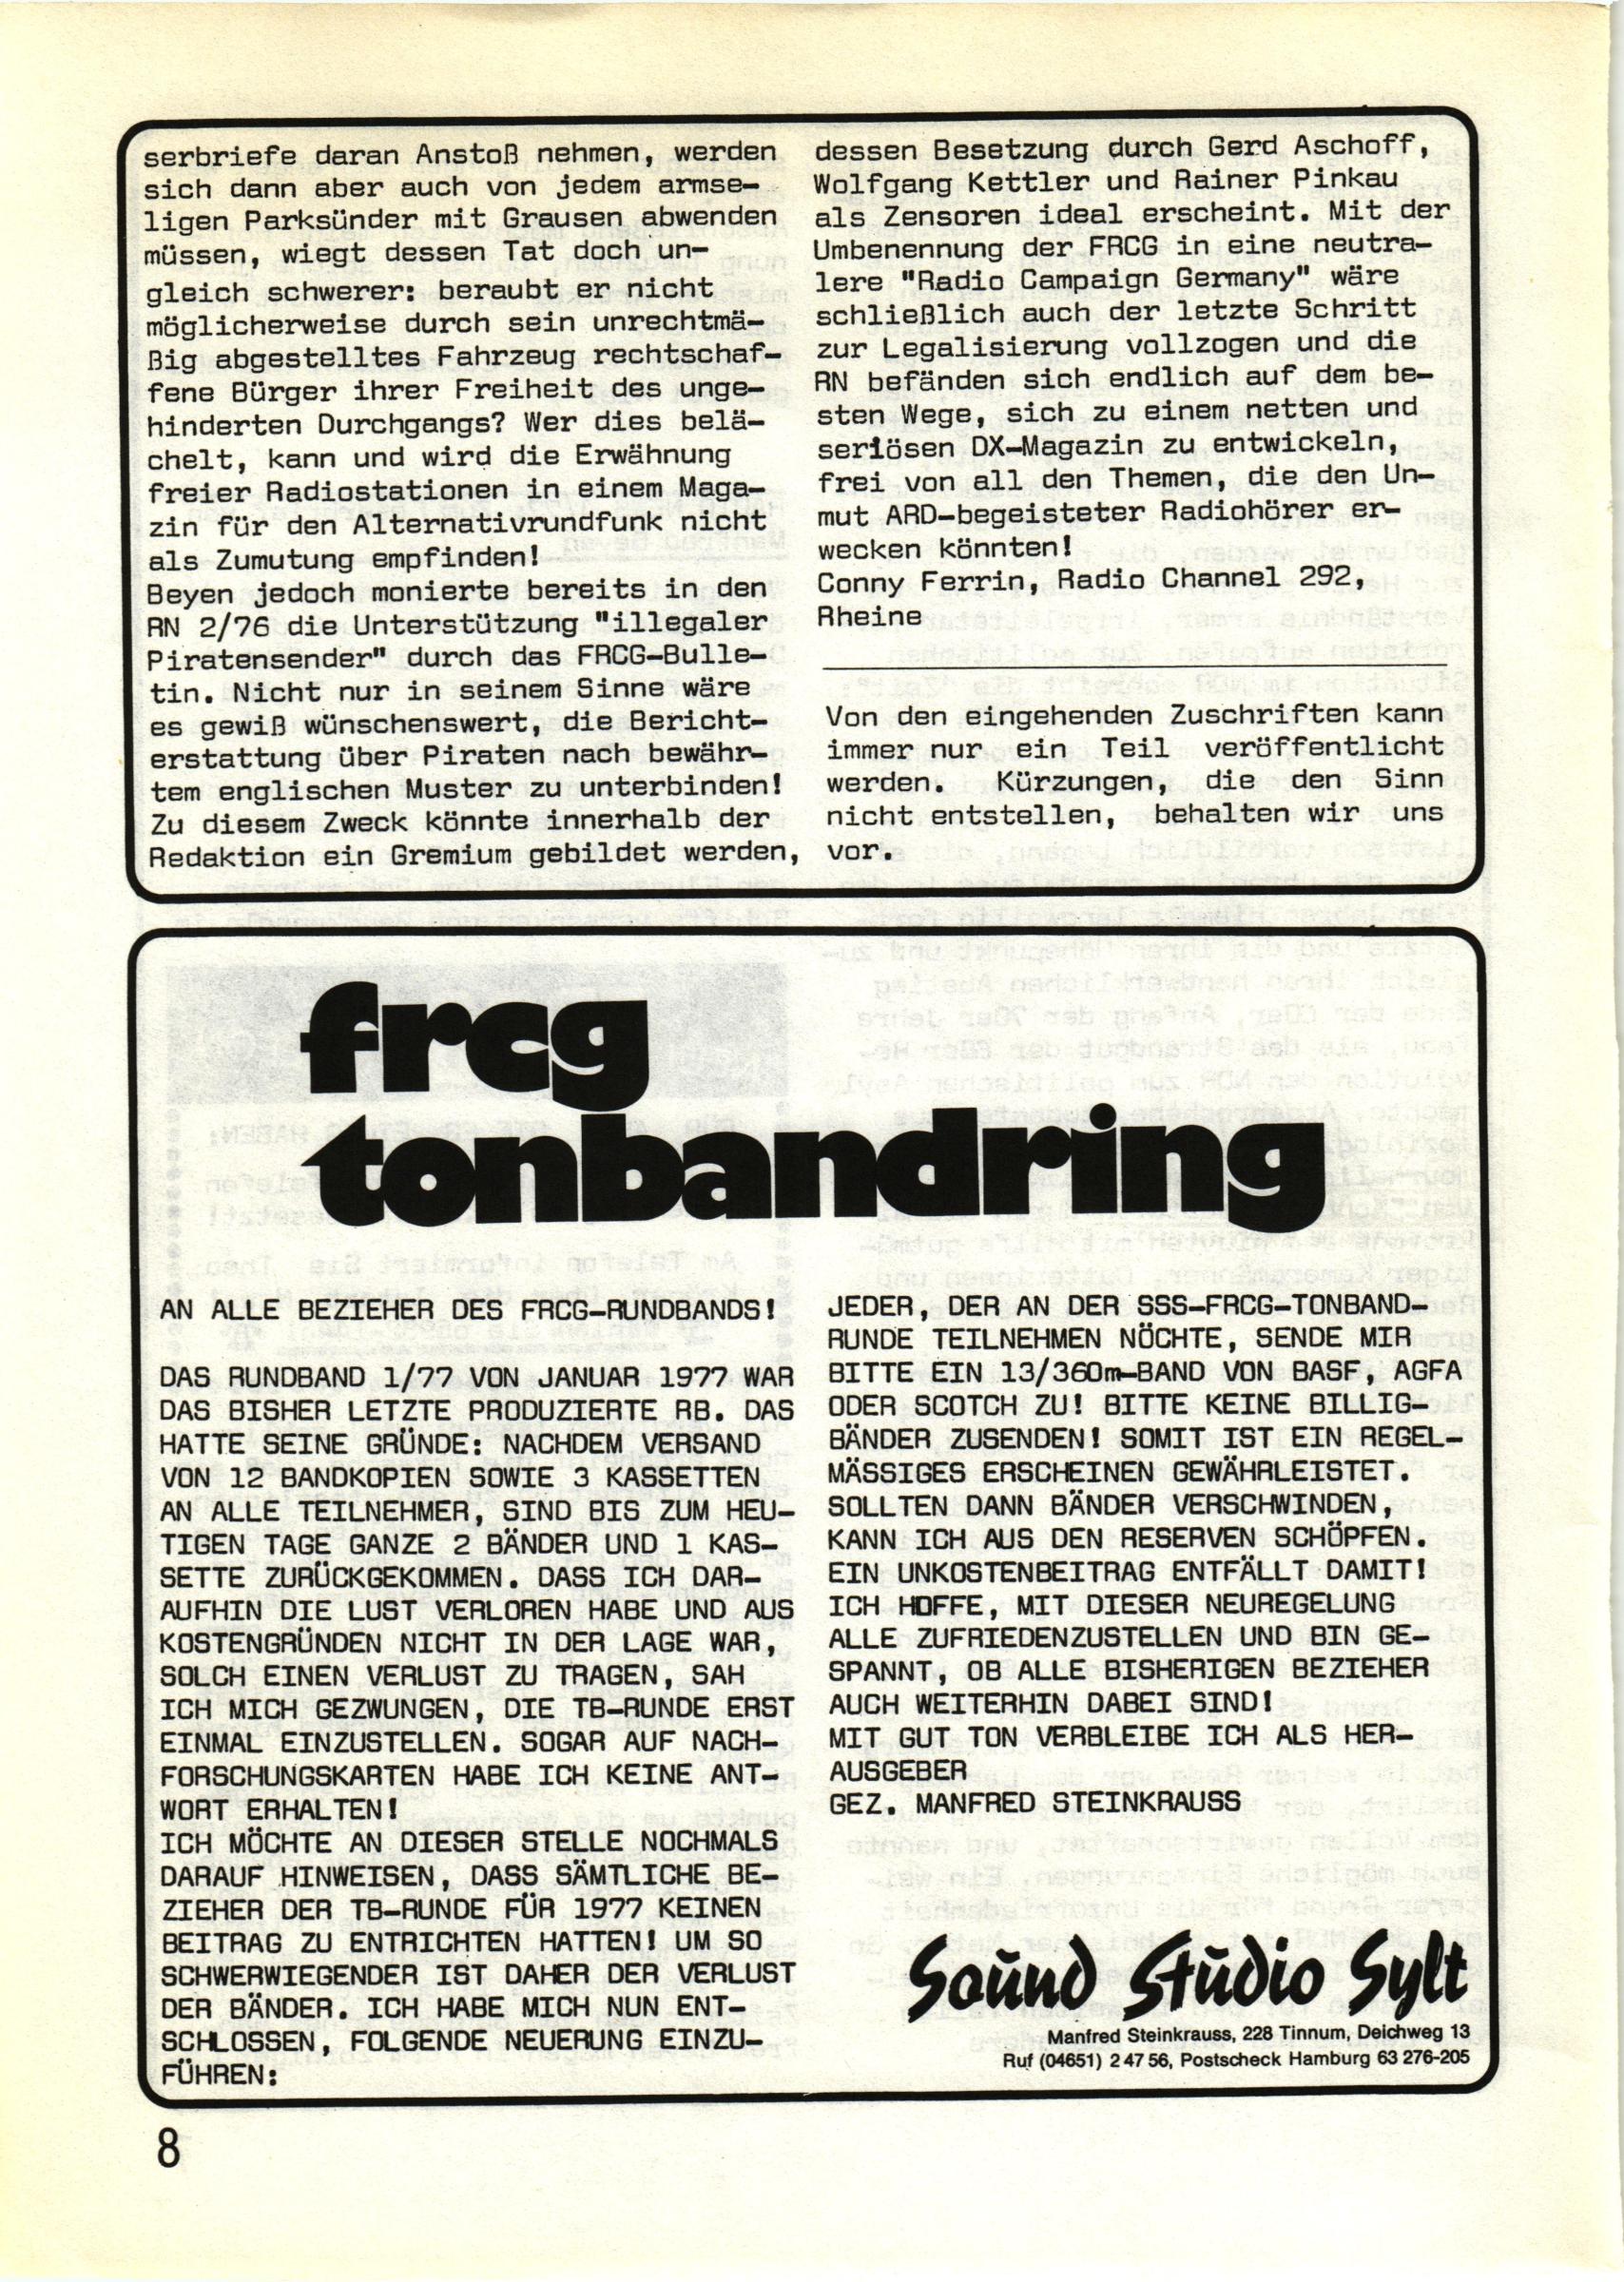 serbriefe daran Anstoß nehmen, werden
sich dann aber auch von jedem armse-
ligen Parksünder mit Grausen abwenden
müssen, wiegt dessen Tat doch un-
gleich schwerer: beraubt er nicht
möglicherweise durch sein unrechtmä-
ßig abgestelltes Fahrzeug rechtschaf-
fene Bürger ihrer Freiheit des unge-
hinderten Durchgangs? Wer dies belä-
chelt, kann und wird die Erwähnung
freier Radiostationen in einem Maga-
zin für den Alternativrundfunk nicht
als Zumutung empfinden!
Beyen jedoch monierte bereits in den
RN 2/76 die Unterstützung "illegaler
Piratensender" durch das FRCG-Bulle-
tin. Nicht nur in seinem Sinne wäre
es gewiß wünschenswert, die Bericht-
erstattung über Piraten nach bewähr-
tem englischen Muster zu unterbinden!
Zu diesem Zweck könnte innerhalb der
Redaktion ein Gremium gebildet werden,
dessen Besetzung durch Gerd Aschoff,
Wolfgang Kettler und Rainer Pinkau
als Zensoren ideal erscheint. Mit der
Umbenennung der FRCG in eine neutra-
lere "Radio Campaign Germany" wäre
schließlich auch der letzte Schritt
zur Legalisierung vollzogen und die
RN befänden sich endlich auf dem be-
sten Wege, sich zu einem netten und
seriösen DX-Magazin zu entwickeln,
frei von all den Themen, die den Un-
mut ARD-begeisteter Radiohörer er-
wecken könnten!
Conny Ferrin, Radio Channel 292,
Rheine
Von den eingehenden Zuschriften kann
immer nur ein Teil veröffentlicht
werden. Kürzungen, die den Sinn
nicht entstellen, behalten wir uns
vor.
frcg
tonbandring
AN ALLE BEZIEHER DES FRCG-RUNDBANDS!
DAS RUNDBAND 1/77 VON JANUAR 1977 WAR
DAS BISHER LETZTE PRODUZIERTE RB. DAS
HATTE SEINE GRÜNDE: NACHDEM VERSAND
VON 12 BANDKOPIEN SOWIE 3 KASSETTEN
AN ALLE TEILNEHMER, SIND BIS ZUM HEU-
TIGEN TAGE GANZE 2 BÄNDER UND 1 KAS-
SETTE ZURÜCKGEKOMMEN. DASS ICH DAR-
AUFHIN DIE LUST VERLOREN HABE UND AUS
KOSTENGRÜNDEN NICHT IN DER LAGE WAR,
SOLCH EINEN VERLUST ZU TRAGEN, SAH
ICH MICH GEZWUNGEN, DIE TB-RUNDE ERST
EINMAL EINZUSTELLEN. SOGAR AUF NACH-
FORSCHUNGSKARTEN HABE ICH KEINE ANT-
WORT ERHALTEN!
ICH MÖCHTE AN DIESER STELLE NOCHMALS
DARAUF HINWEISEN, DASS SÄMTLICHE BE-
ZIEHER DER TB-RUNDE FÜR 1977 KEINEN
BEITRAG ZU ENTRICHTEN HATTEN! UM SO
SCHWERWIEGENDER IST DAHER DER VERLUST
DER BÄNDER. ICH HABE MICH NUN ENT-
SCHLOSSEN, FOLGENDE NEUERUNG EINZU-
FÜHREN:
JEDER, DER AN DER SSS-FRCG-TONBAND-
RUNDE TEILNEHMEN NÖCHTE, SENDE MIR
BITTE EIN 13/360m-BAND VON BASF, AGFA
ODER SCOTCH ZU! BITTE KEINE BILLIG-
BÄNDER ZUSENDEN! SOMIT IST EIN REGEL-
MÄSSIGES ERSCHEINEN GEWÄHRLEISTET.
SOLLTEN DANN BÄNDER VERSCHWINDEN,
KANN ICH AUS DEN RESERVEN SCHÖPFEN.
EIN UNKOSTENBEITRAG ENTFÄLLT DAMIT!
ICH HOFFE, MIT DIESER NEUREGELUNG
ALLE ZUFRIEDENZUSTELLEN UND BIN GE-
SPANNT, OB ALLE BISHERIGEN BEZIEHER
AUCH WEITERHIN DABEI SIND!
MIT GUT TON VERBLEIBE ICH ALS HER-
AUSGEBER
GEZ. MANFRED STEINKRAUSS
Sound Studio Sylt
Manfred Steinkrauss, 228 Tinnum, Deichweg 13
Ruf (04651) 2 47 56, Postscheck Hamburg 63 276-205
8